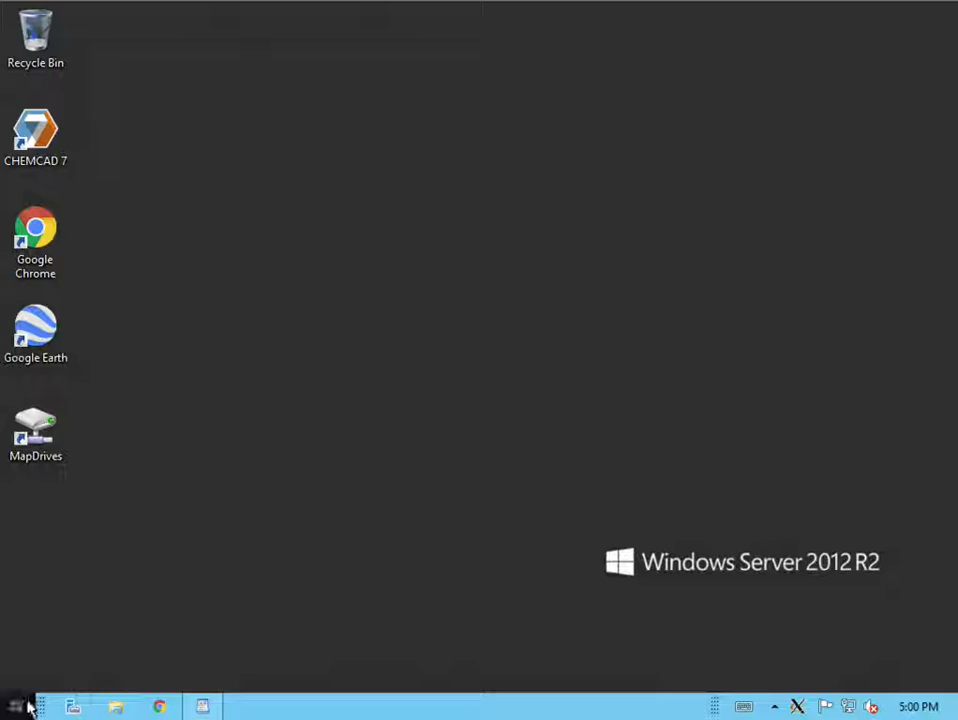 Recycle Bin
CHEMCAD 7
Google
Chrome
Google Earth
MapDrives
Windows Server 2012 R2
5:00 PM